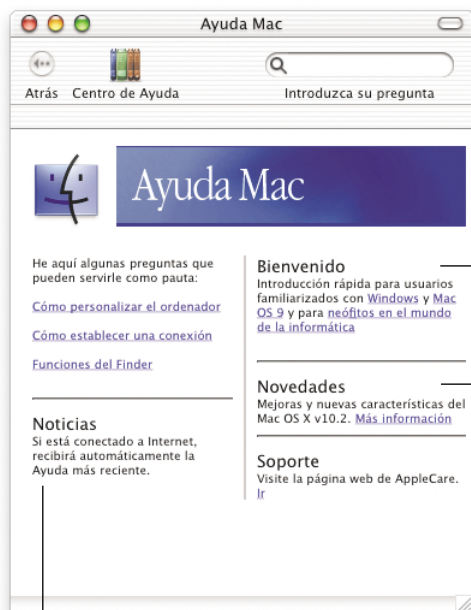 Ayuda Mac
Atrás Centro de Ayuda
Introduzca su pregunta
Ayuda Mac
He aquí algunas preguntas que
pueden servirle como pauta:
Cómo personalizar el ordenador
Cómo establecer una conexión
Funciones del Finder
Noticias
Si está conectado a Internet,
recibirá automáticamente la
Ayuda más reciente.
Bienvenido
Introducción rápida para usuarios
familiarizados con Windows y Mac
OS 9 y para neófitos en el mundo
de la informática
Novedades
Mejoras y nuevas características del
Mac OS X v10.2. Más información
Soporte
Visite la página web de AppleCare.
Ir